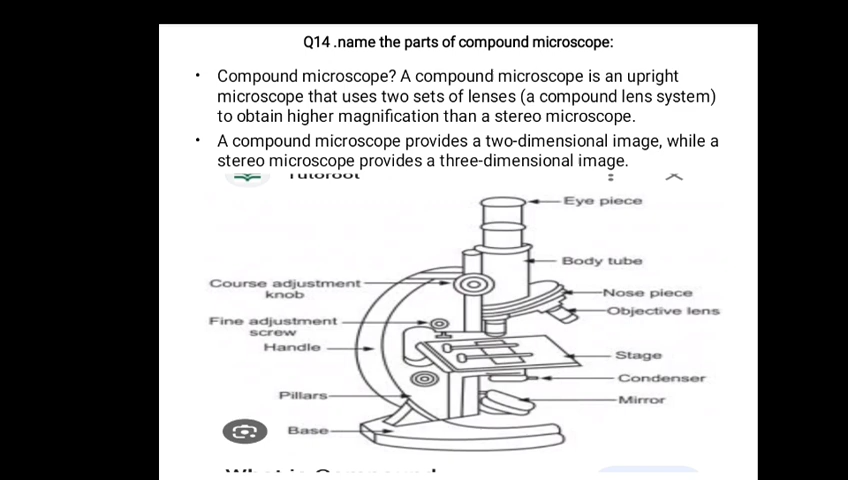 Q14 .name the parts of compound microscope:
• Compound microscope? A compound microscope is an upright
microscope that uses two sets of lenses (a compound lens system)
to obtain higher magnification than a stereo microscope.
• A compound microscope provides a two-dimensional image, while a
stereo microscope provides a three-dimensional image.
Tutoroot
Eye piece
Body tube
Course adjustment
knob
Nose piece
Objective lens
Fine adjustment
screw
Handle
Stage
Condenser
Pillars
Mirror
Base